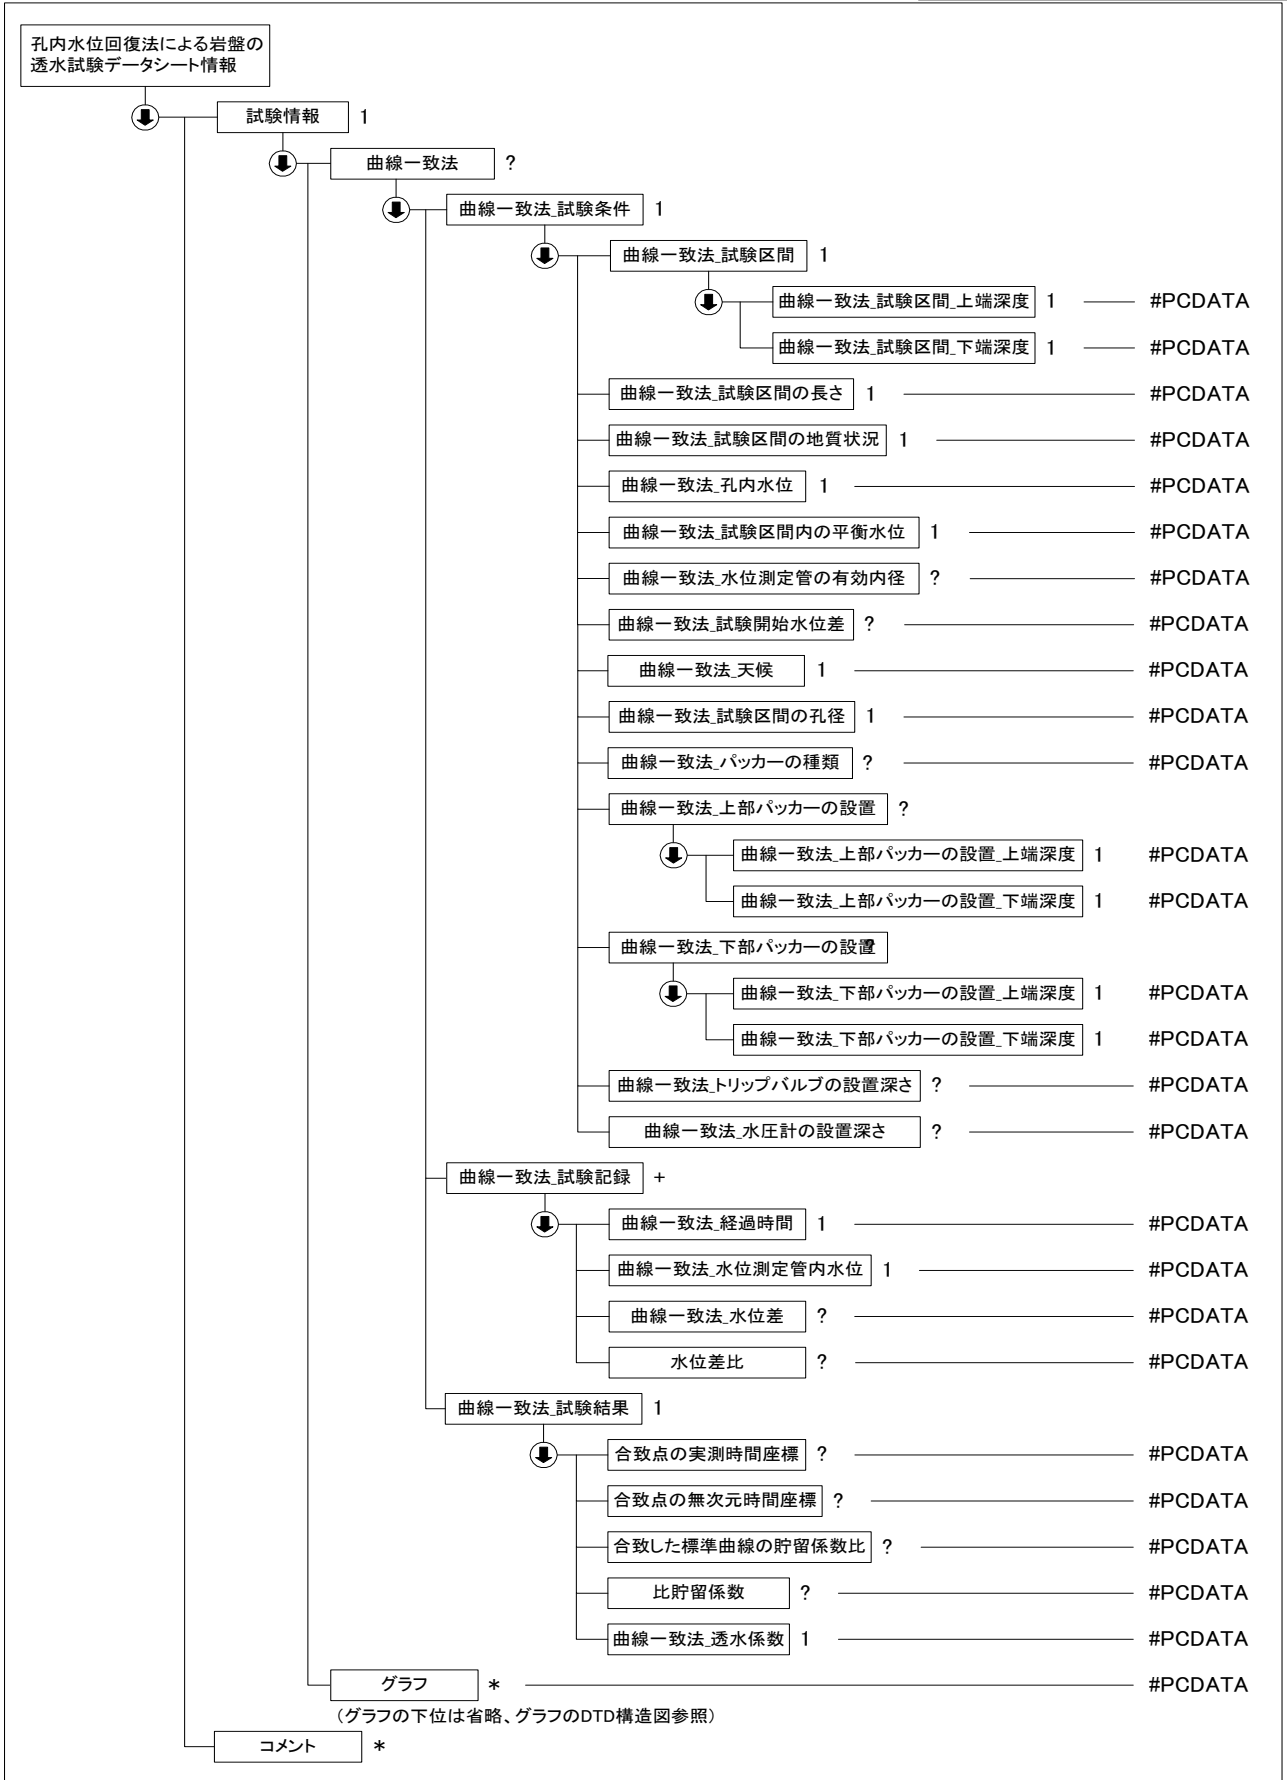 孔内水位回復法による岩盤の
透水試験データシート情報
試験情報 1
曲線一致法 ?
曲線一致法_試験条件 1
曲線一致法_試験区間 1
曲線一致法_試験区間_上端深度 1 #PCDATA
曲線一致法_試験区間_下端深度 1 #PCDATA
曲線一致法_試験区間の長さ 1 #PCDATA
曲線一致法_試験区間の地質状況 1 #PCDATA
曲線一致法_孔内水位 1 #PCDATA
曲線一致法_試験区間内の平衡水位 1 #PCDATA
曲線一致法_水位測定管の有効内径 ? #PCDATA
曲線一致法_試験開始水位差 ? #PCDATA
曲線一致法_天候 1 #PCDATA
曲線一致法_試験区間の孔径 1 #PCDATA
曲線一致法_パッカーの種類 ? #PCDATA
曲線一致法_上部パッカーの設置 ?
曲線一致法_上部パッカーの設置_上端深度 1 #PCDATA
曲線一致法_上部パッカーの設置_下端深度 1 #PCDATA
曲線一致法_下部パッカーの設置 ?
曲線一致法_下部パッカーの設置_上端深度 1 #PCDATA
曲線一致法_下部パッカーの設置_下端深度 1 #PCDATA
曲線一致法_トリップバルブの設置深さ ? #PCDATA
曲線一致法_水圧計の設置深さ ? #PCDATA
曲線一致法_試験記録 +
曲線一致法_経過時間 1 #PCDATA
曲線一致法_水位測定管内水位 1 #PCDATA
曲線一致法_水位差 ? #PCDATA
水位差比 ? #PCDATA
曲線一致法_試験結果 1
合致点の実測時間座標 ? #PCDATA
合致点の無次元時間座標 ? #PCDATA
合致した標準曲線の貯留係数比 ? #PCDATA
比貯留係数 ? #PCDATA
曲線一致法_透水係数 1 #PCDATA
グラフ * #PCDATA
(グラフの下位は省略、グラフのDTD構造図参照)
コメント *